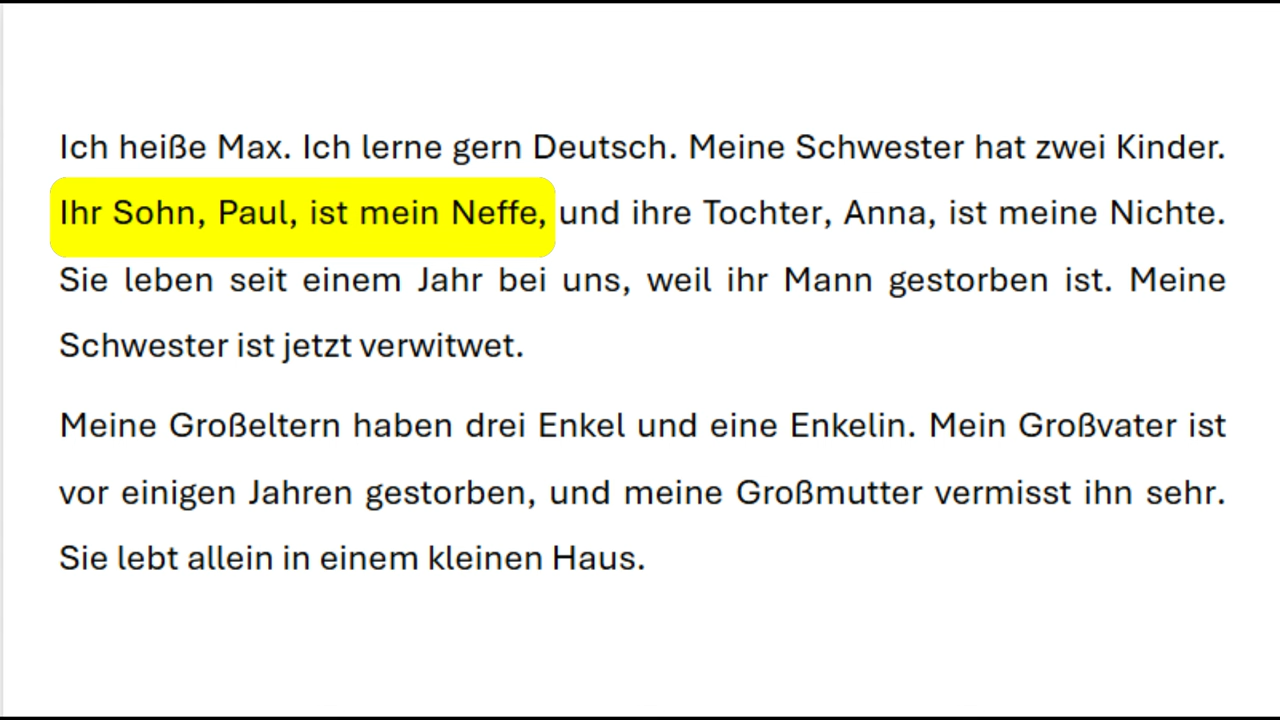 Ich heiße Max. Ich lerne gern Deutsch. Meine Schwester hat zwei Kinder.
Ihr Sohn, Paul, ist mein Neffe, und ihre Tochter, Anna, ist meine Nichte.
Sie leben seit einem Jahr bei uns, weil ihr Mann gestorben ist. Meine
Schwester ist jetzt verwitwet.
Meine Großeltern haben drei Enkel und eine Enkelin. Mein Großvater ist
vor einigen Jahren gestorben, und meine Großmutter vermisst ihn sehr.
Sie lebt allein in einem kleinen Haus.